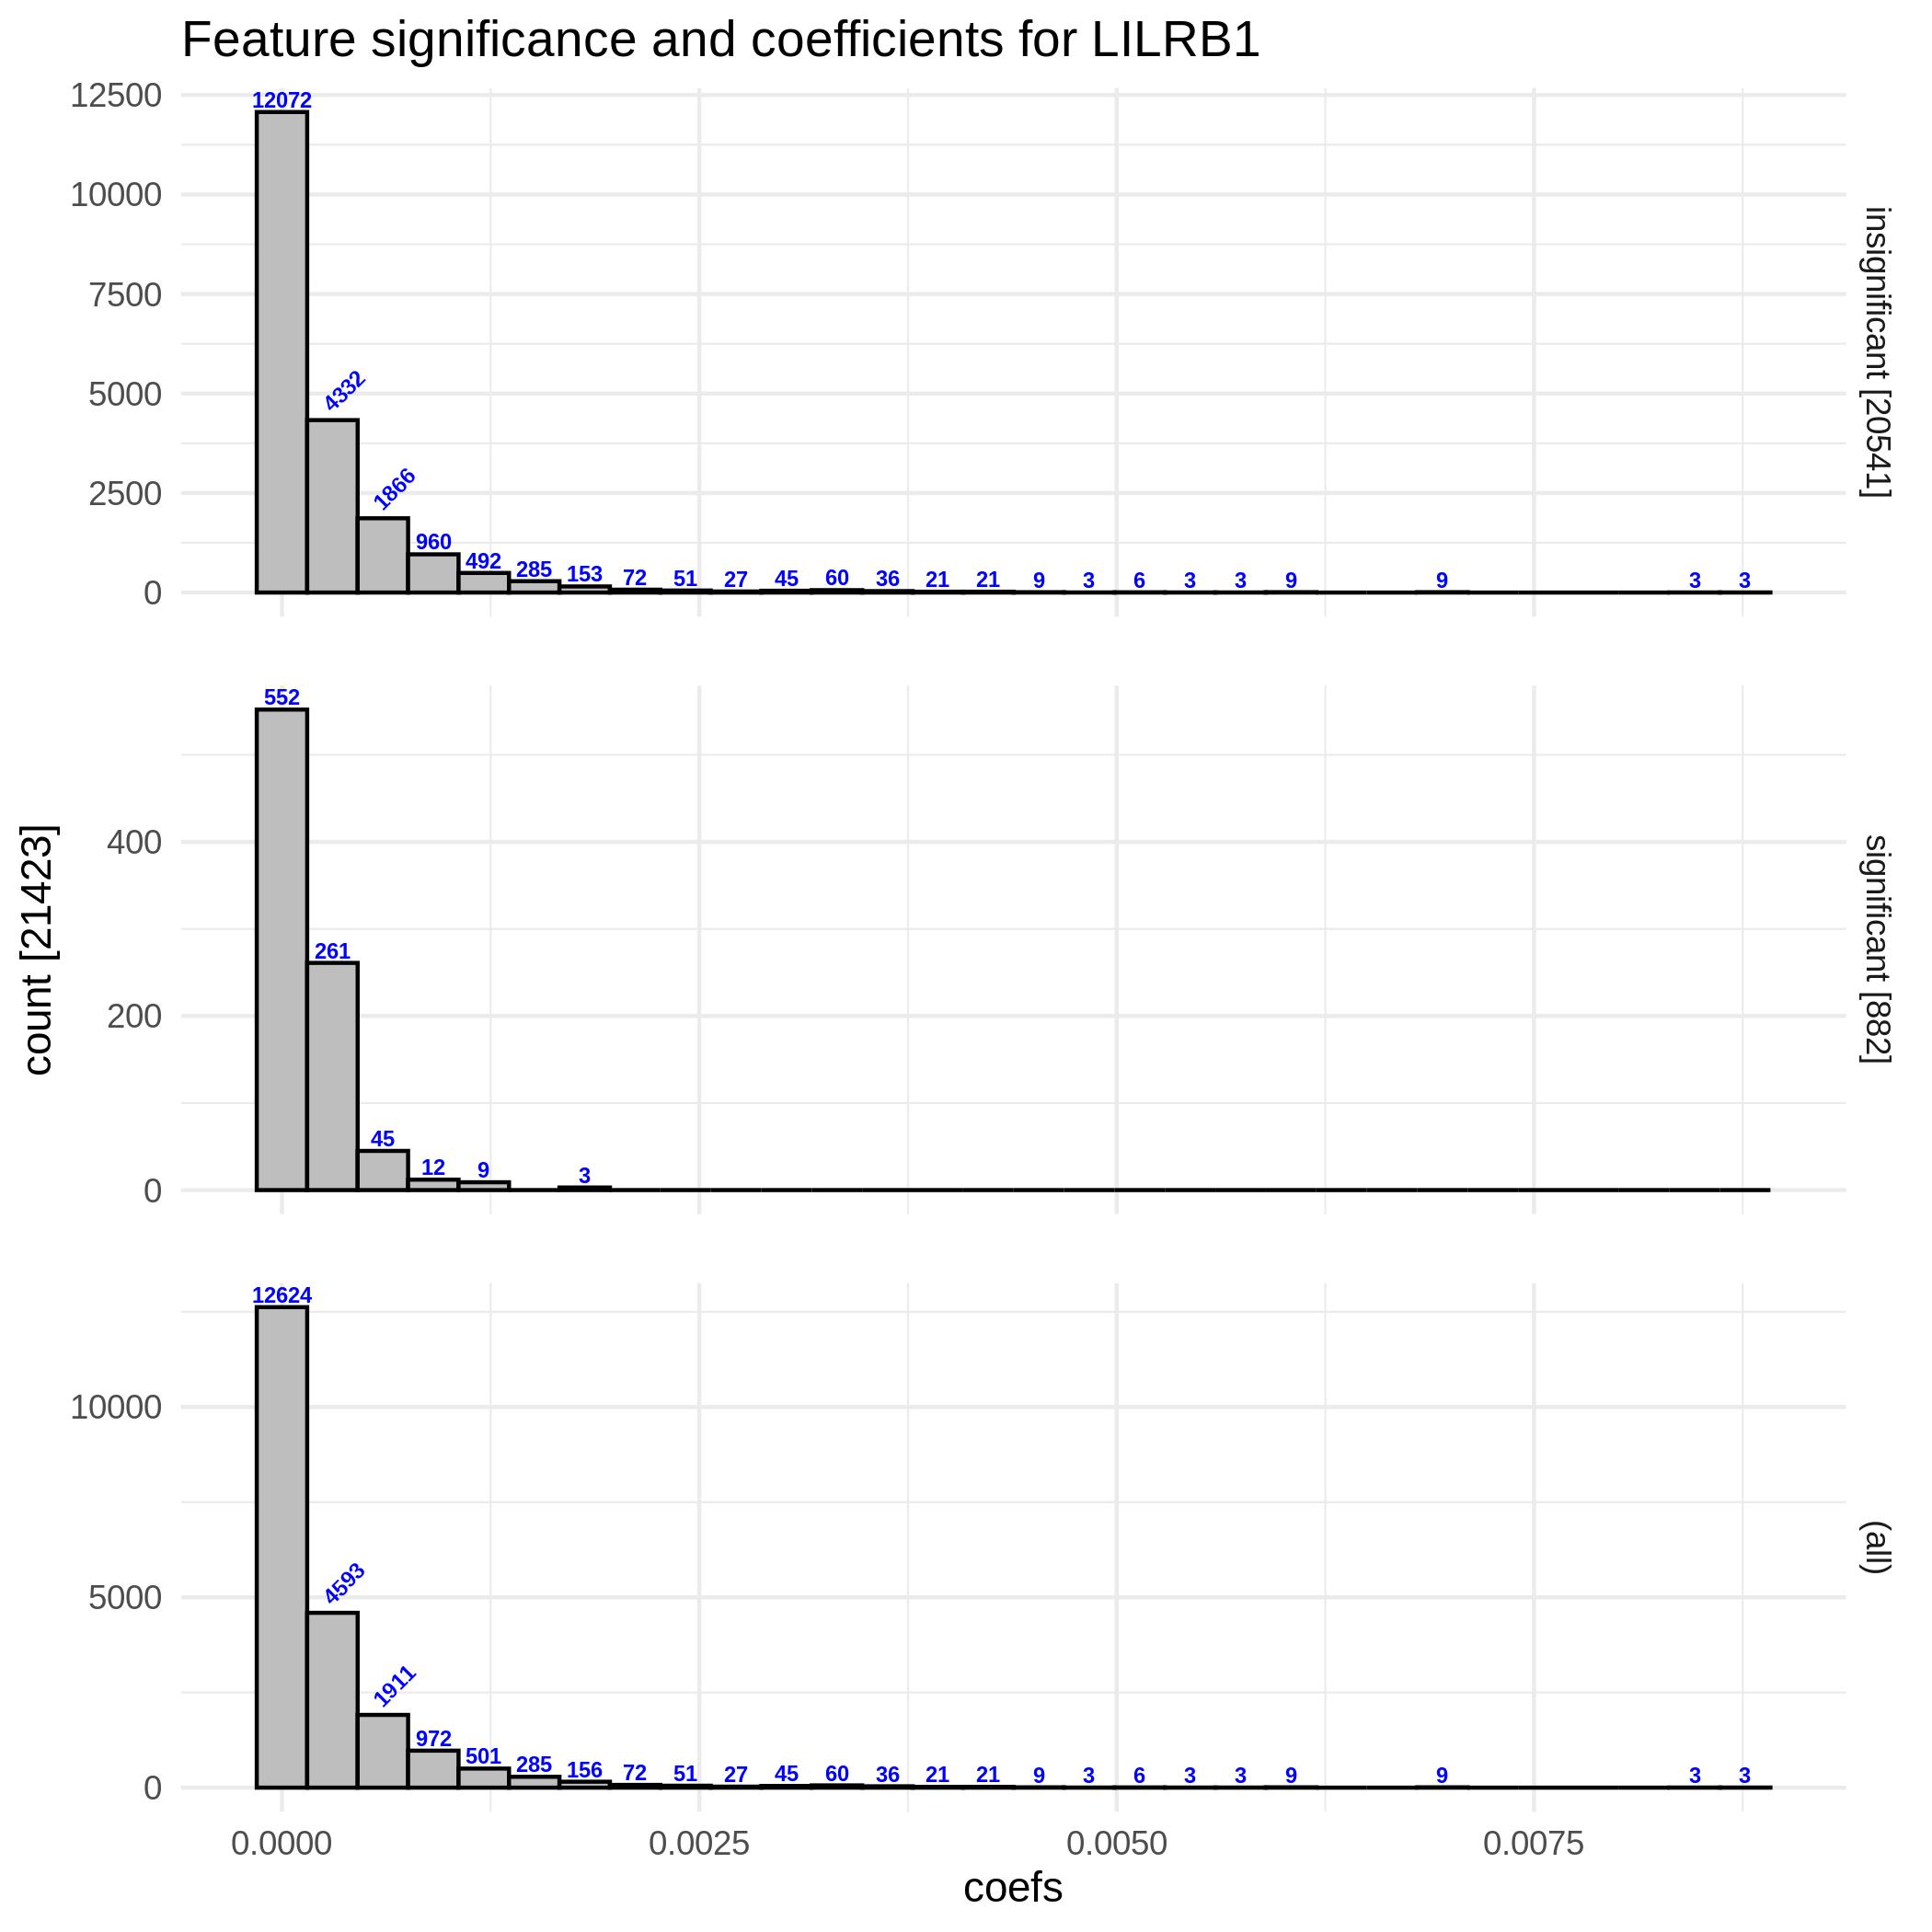 Feature significance and coefficients for LILRB1
12500
10000
7500
5000
2500
0
12072
4332
1866
960 492 285 153 72 51 27 45 60 36 21 21 9 3 6 3 3 9 9 3 3
insignificant [20541]
count [21423]
400
200
0
552
261
45
12 9 3
significant [882]
10000
5000
0
12624
4593
1911
972 501 285 156 72 51 27 45 60 36 21 21 9 3 6 3 3 9 9 3 3
(all)
0.0000 0.0025 0.0050 0.0075
coefs